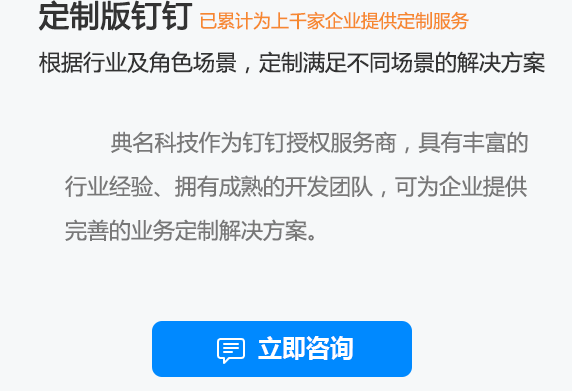 定制版钉钉 已累计为上千家企业提供定制服务
根据行业及角色场景，定制满足不同场景的解决方案
典名科技作为钉钉授权服务商，具有丰富的
行业经验、拥有成熟的开发团队，可为企业提供
完善的业务定制解决方案。
立即咨询